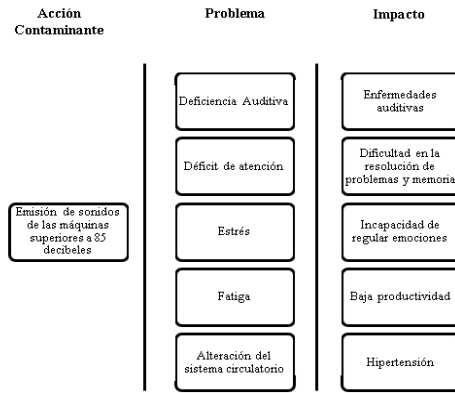 Acción
Contaminante
Problema
Impacto
Emisión de sonidos
de las máquinas
superiores a 85
decibeles
Deficiencia Auditiva
Déficit de atención
Estrés
Fatiga
Alteración del
sistema circulatorio
Enfermedades
auditivas
Dificultad en la
resolución de
problemas y memoria
Incapacidad de
regular emociones
Baja productividad
Hipertensión